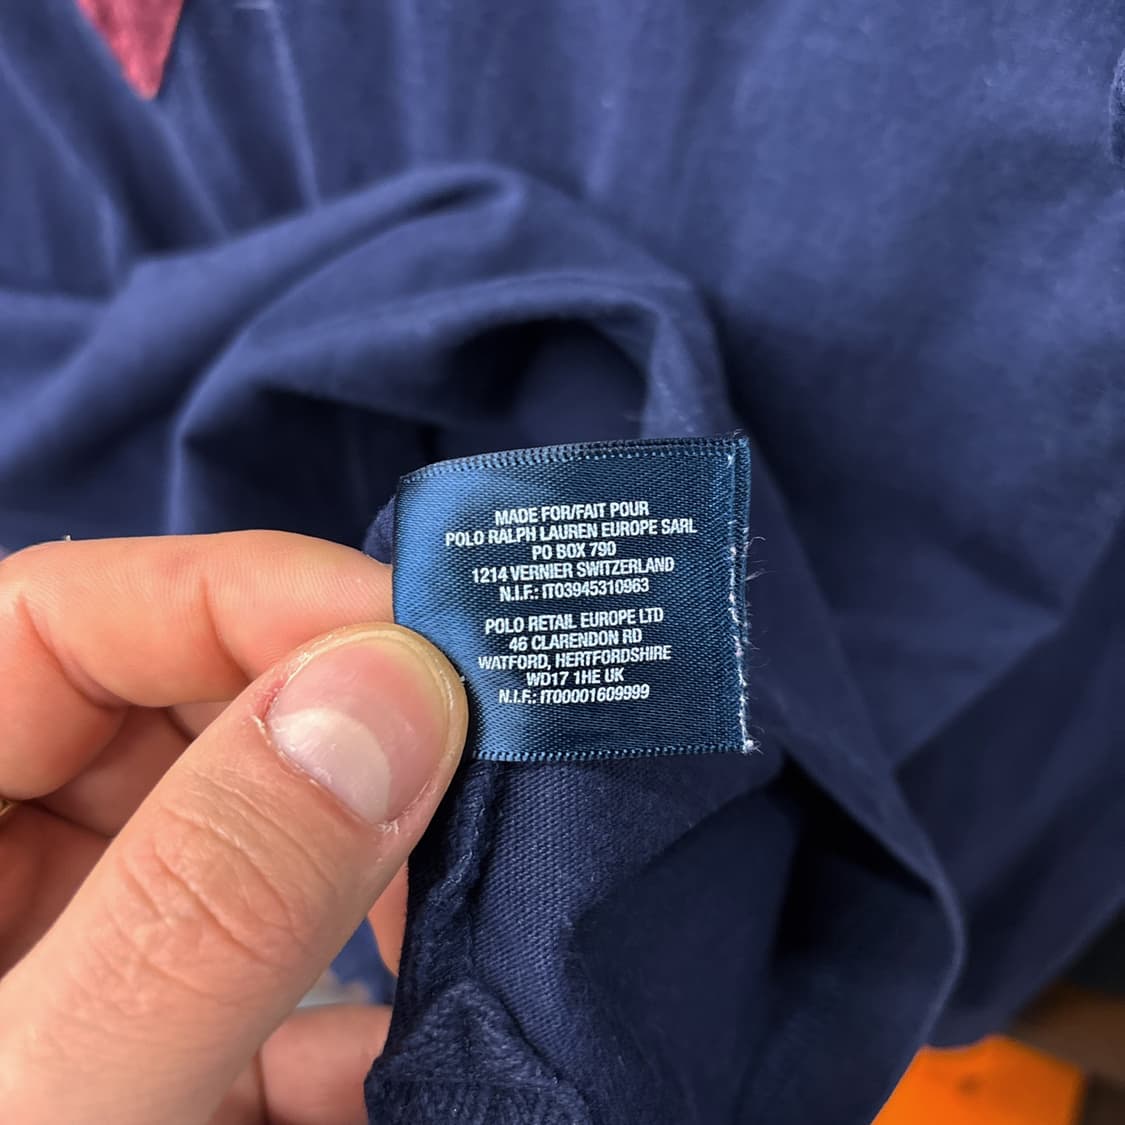 MADE FOR/FAIT POUR
POLO RALPH LAUREN EUROPE SARL
PO BOX 790
1214 VERNIER SWITZERLAND
N.I.F.: IT03945310963
POLO RETAIL EUROPE LTD
46 CLARENDON RD
WATFORD, HERTFORDSHIRE
WD17 1HE UK
N.I.F.: IT00001609999